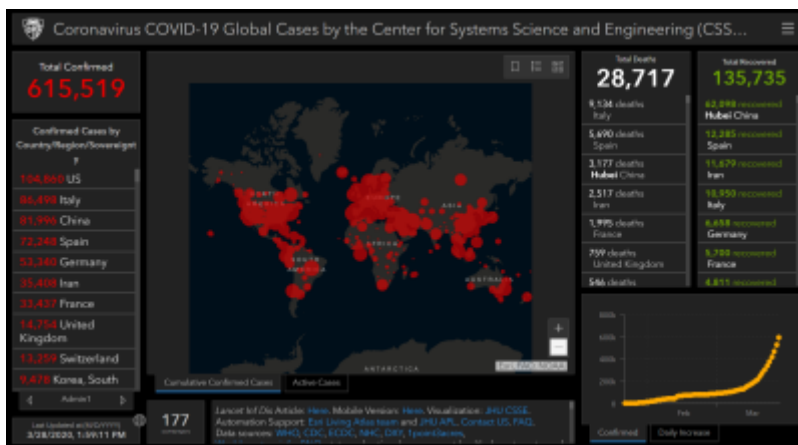 Coronavirus COVID-19 Global Cases by the Center for Systems Science and Engineering (CSS...
Total Confirmed
615,519
Confirmed Cases by
Country/Region/Sovereignt
y
104,860 US
86,498 Italy
81,996 China
72,248 Spain
53,340 Germany
35,408 Iran
33,437 France
14,754 United
Kingdom
13,259 Switzerland
9,478 Korea, South
Admin1
Last Updated at (M/D/YYYY)
3/28/2020, 1:59:11 PM
NORTH
AMERICA
EUROPE
ASIA
AFRICA
SOUTH
AMERICA
AUSTRALIA
ANTARCTICA
+
Esri, FAO, NOAA
Cumulative Confirmed Cases
Active Cases
177
Lancet Inf Dis Article: Here. Mobile Version: Here. Visualization: JHU CSSE.
Automation Support: Esri Living Atlas team and JHU APL. Contact US. FAQ.
Data sources: WHO, CDC, ECDC, NHC, DXY, 1point3acres,
Total Deaths
28,717
9,134 deaths
Italy
5,690 deaths
Spain
3,177 deaths
Hubei China
2,517 deaths
Iran
1,995 deaths
France
759 deaths
United Kingdom
546 deaths
Total Recovered
135,735
62,098 recovered
Hubei China
12,285 recovered
Spain
11,679 recovered
Iran
10,950 recovered
Italy
6,658 recovered
Germany
5,700 recovered
France
4,811 recovered
800k
600k
400k
200k
0
Feb
Mar
Confirmed
Daily Increase